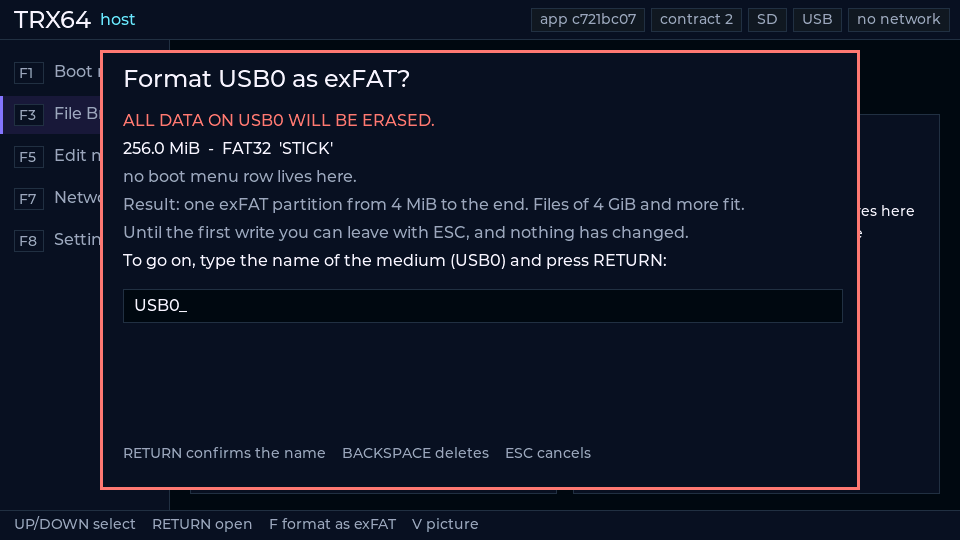 TRX64 host
app c721bc07
contract 2
SD
USB
no network
F1 Boot
F3 File
F5 Edit
F7
F8
Format USB0 as exFAT?
ALL DATA ON USB0 WILL BE ERASED.
256.0 MiB - FAT32 'STICK'
no boot menu row lives here.
Result: one exFAT partition from 4 MiB to the end. Files of 4 GiB and more fit.
Until the first write you can leave with ESC, and nothing has changed.
To go on, type the name of the medium (USB0) and press RETURN:
USB0_
here
RETURN confirms the name BACKSPACE deletes ESC cancels
UP/DOWN select RETURN open F format as exFAT V picture